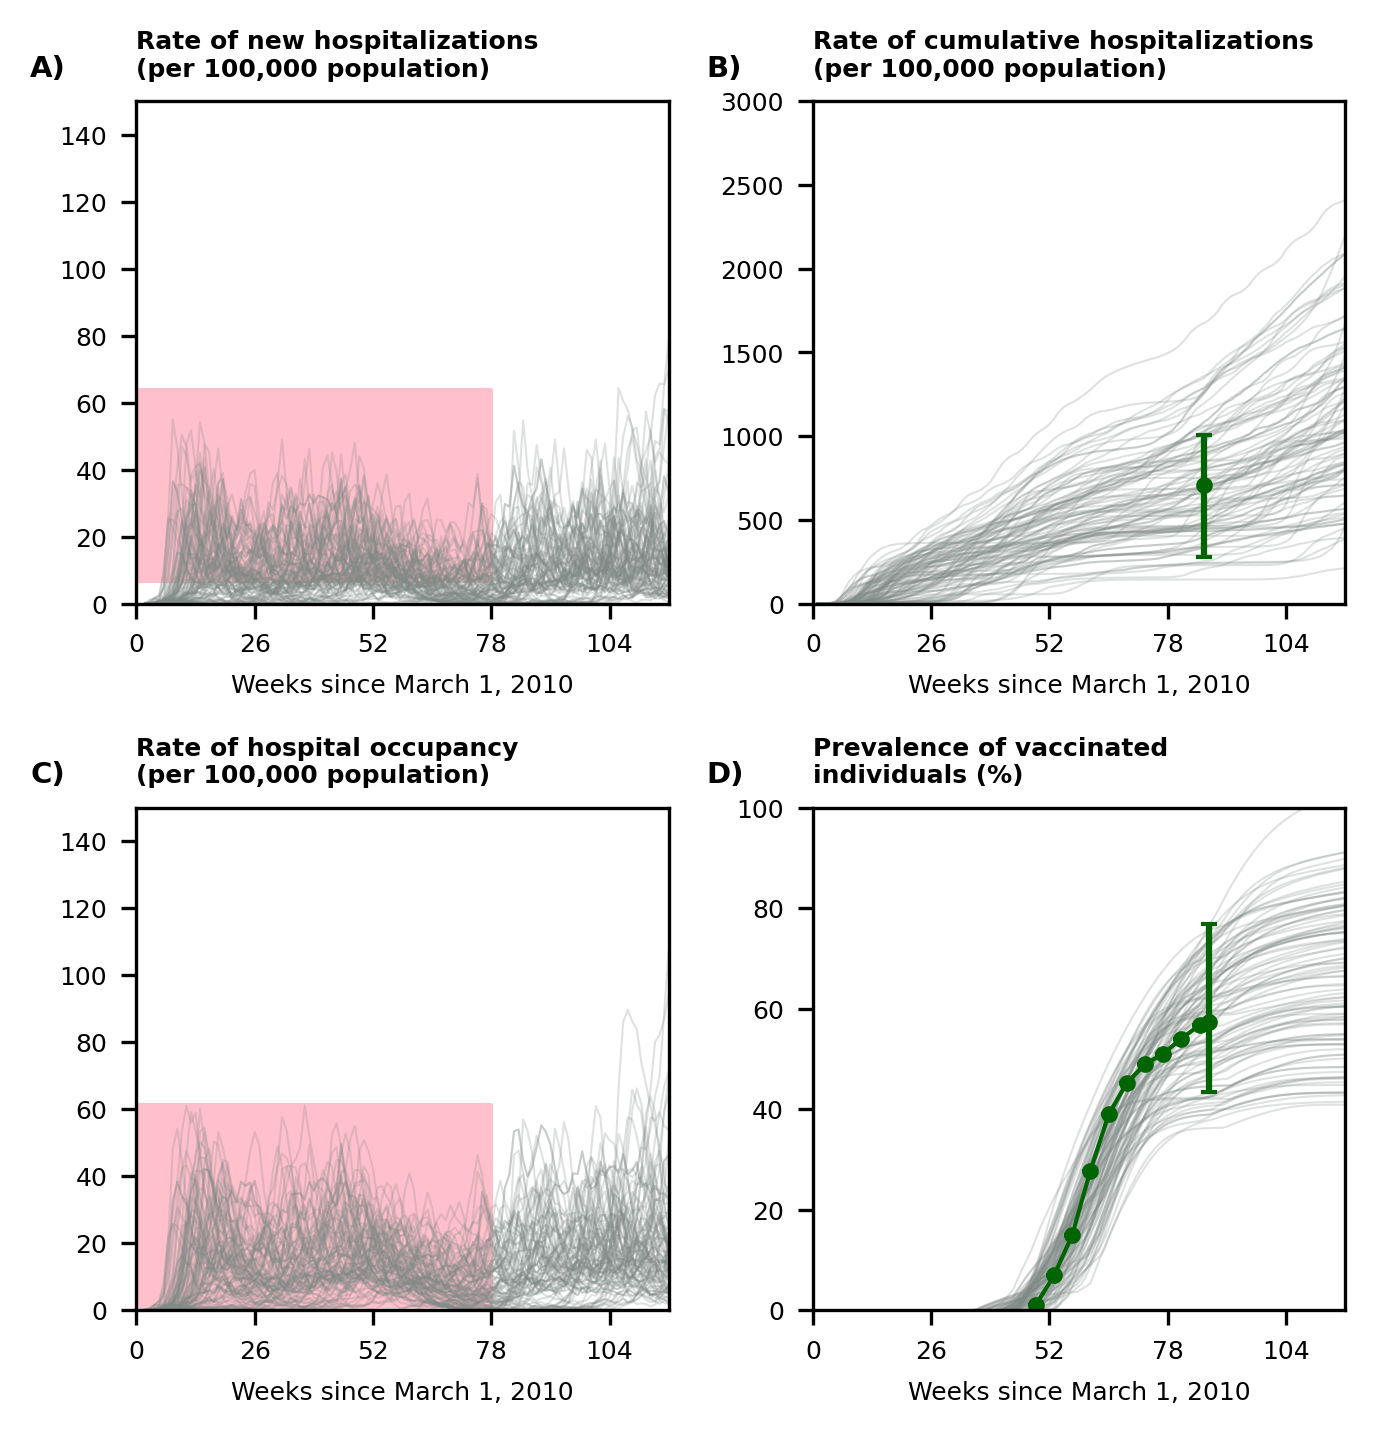 A)
Rate of new hospitalizations
(per 100,000 population)
140
120
100
80
60
40
20
0
0 26 52 78 104
Weeks since March 1, 2010
B)
Rate of cumulative hospitalizations
(per 100,000 population)
3000
2500
2000
1500
1000
500
0
0 26 52 78 104
Weeks since March 1, 2010
C)
Rate of hospital occupancy
(per 100,000 population)
140
120
100
80
60
40
20
0
0 26 52 78 104
Weeks since March 1, 2010
D)
Prevalence of vaccinated
individuals (%)
100
80
60
40
20
0
0 26 52 78 104
Weeks since March 1, 2010